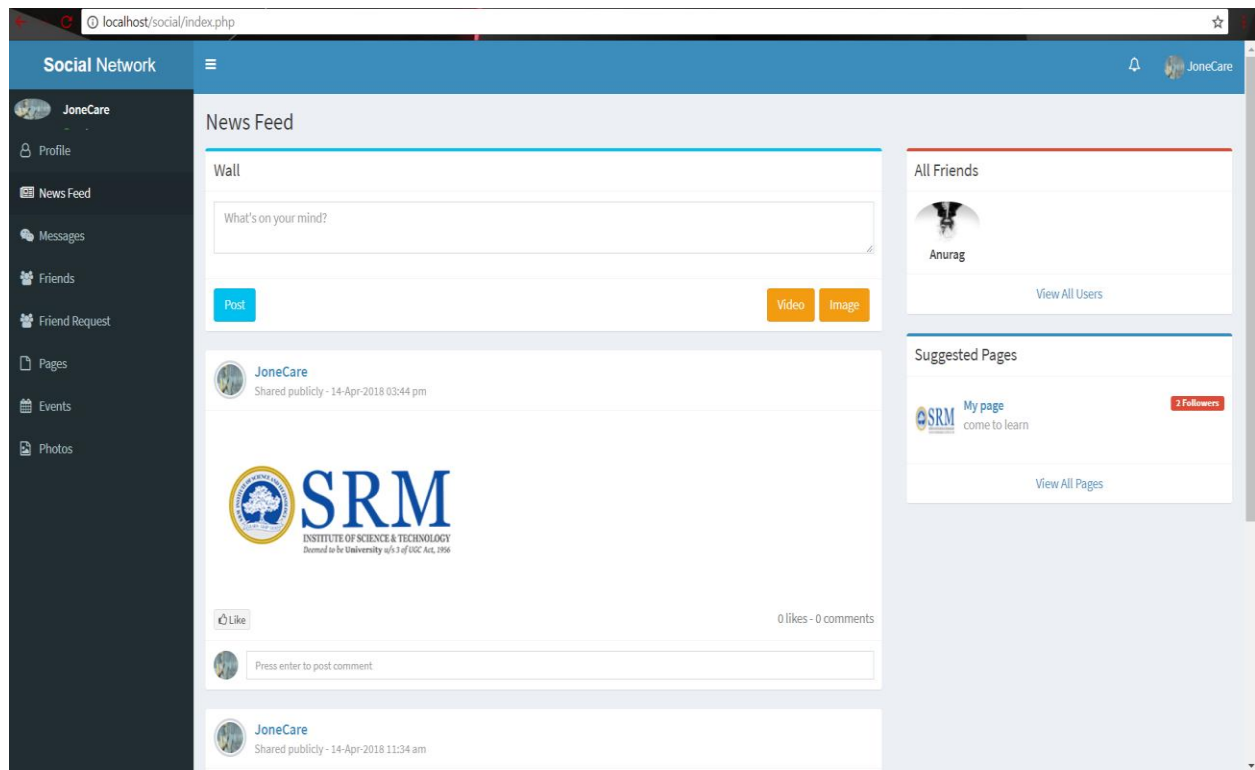 localhost/social/index.php
Social Network
JoneCare
JoneCare
Profile
News Feed
Messages
Friends
Friend Request
Pages
Events
Photos
News Feed
Wall
What's on your mind?
Post
Video
Image
JoneCare
Shared publicly - 14-Apr-2018 03:44 pm
SRM
INSTITUTE OF SCIENCE & TECHNOLOGY
Deemed to be University u/s 3 of UGC Act, 1956
Like
0 likes - 0 comments
Press enter to post comment
JoneCare
Shared publicly - 14-Apr-2018 11:34 am
All Friends
Anurag
View All Users
Suggested Pages
SRM
My page
2 Followers
come to learn
View All Pages